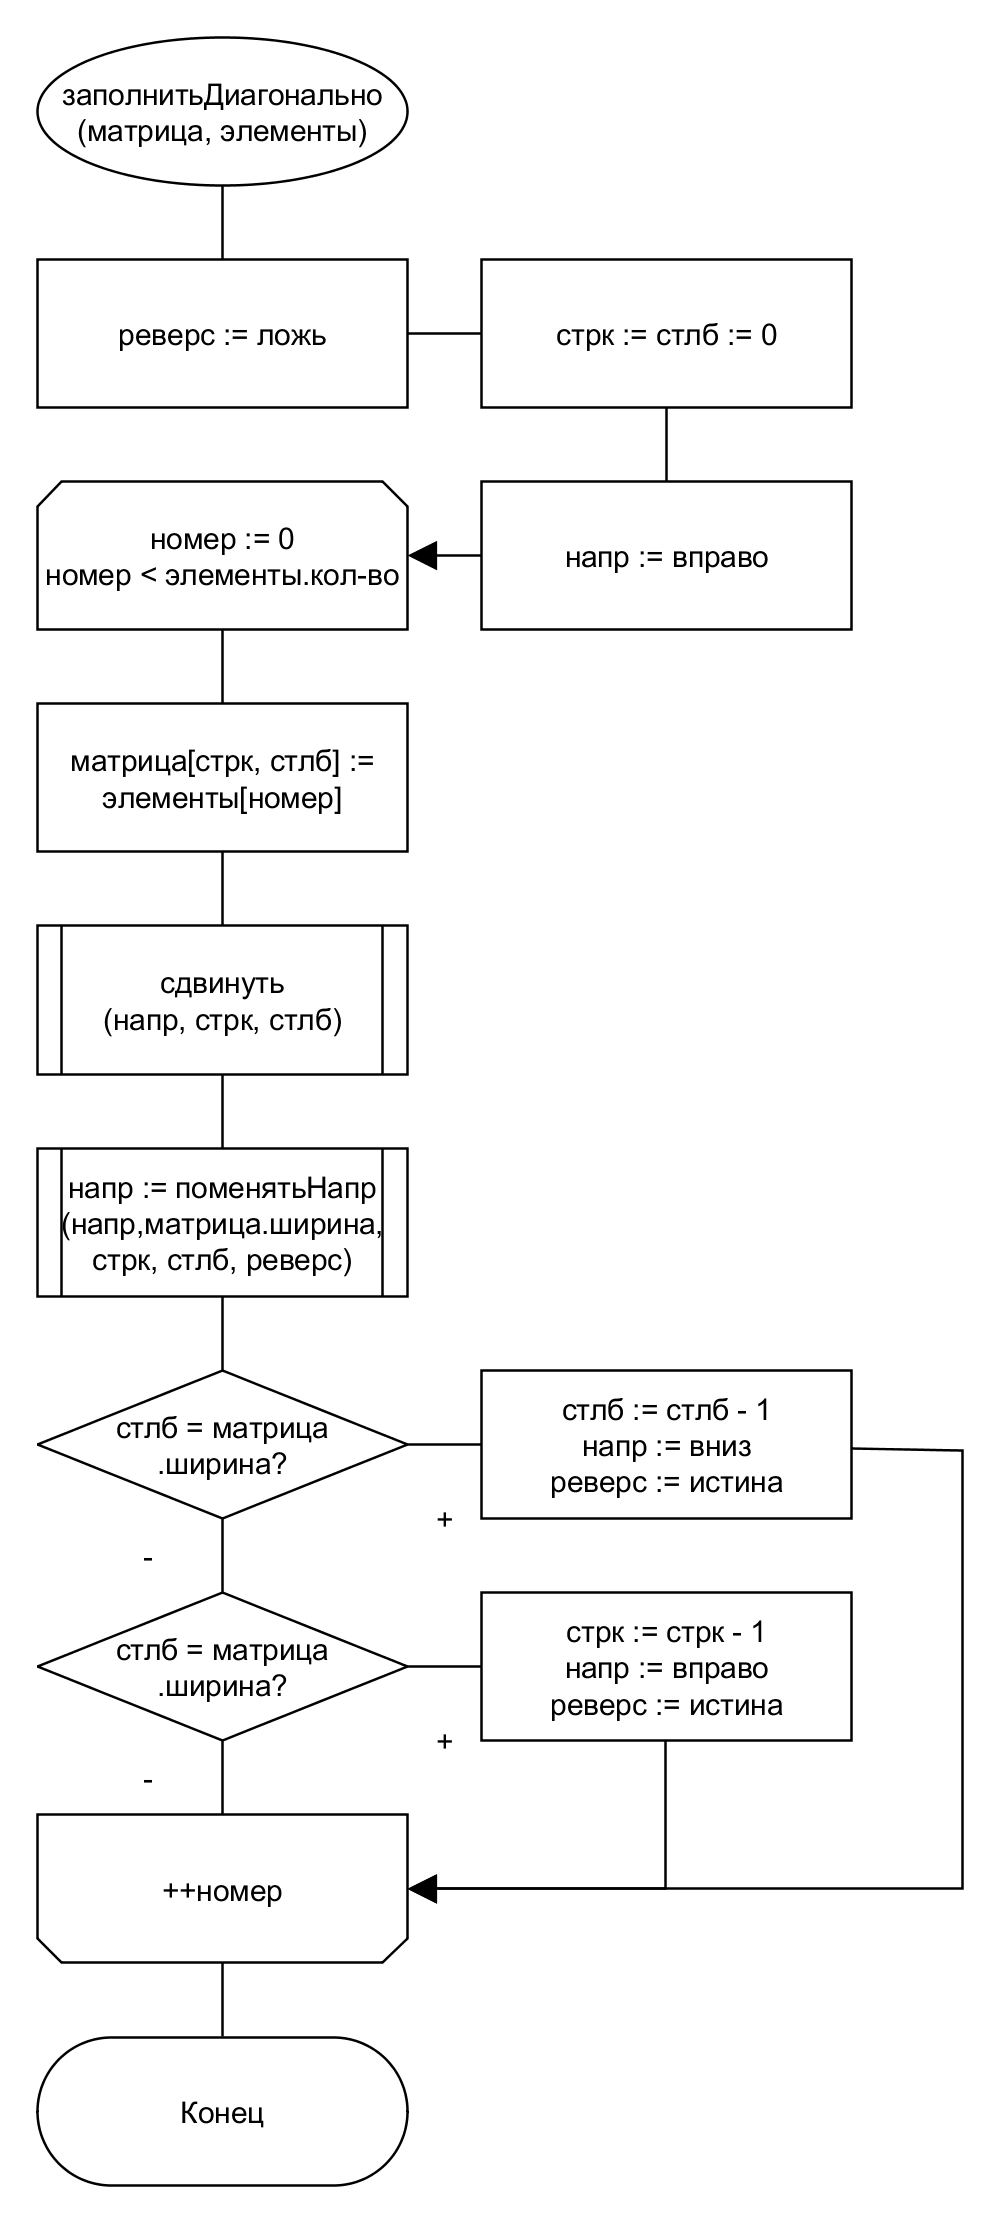 заполнитьДиагонально
(матрица, элементы)
реверс := ложь
стрк := стлб := 0
напр := вправо
номер := 0
номер < элементы.кол-во
матрица[стрк, стлб] :=
элементы[номер]
сдвинуть
(напр, стрк, стлб)
напр := поменятьНапр
(напр,матрица.ширина,
стрк, стлб, реверс)
стлб = матрица
.ширина?
+
стлб := стлб - 1
напр := вниз
реверс := истина
-
стлб = матрица
.ширина?
+
стрк := стрк - 1
напр := вправо
реверс := истина
-
++номер
Конец